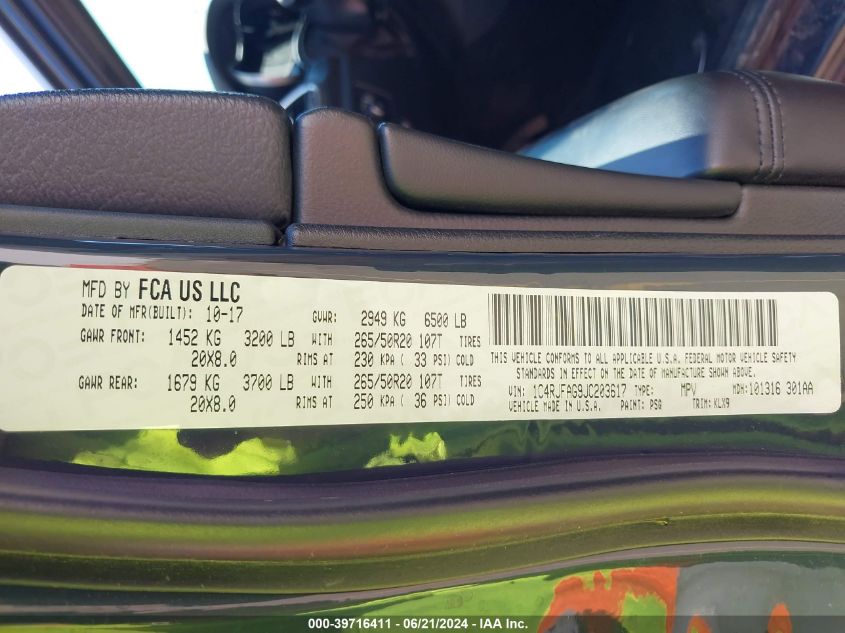 MFD BY FCA US LLC
DATE OF MFR(BUILT): 10-17 GVWR: 2949 KG 6500 LB
GAWR FRONT: 1452 KG 3200 LB WITH 265/50R20 107T TIRES
20X8.0 RIMS AT 230 KPA ( 33 PSI) COLD
GAWR REAR: 1679 KG 3700 LB WITH 265/50R20 107T TIRES
20X8.0 RIMS AT 250 KPA ( 36 PSI) COLD
THIS VEHICLE CONFORMS TO ALL APPLICABLE U.S.A. FEDERAL MOTOR VEHICLE SAFETY
STANDARDS IN EFFECT ON THE DATE OF MANUFACTURE SHOWN ABOVE.
VIN: 1C4RJFAG9JC203617 TYPE: MPV MDH:101316 301AA
VEHICLE MADE IN U.S.A. PAINT: PSG TRIM: KLX9
000-39716411 - 06/21/2024 - IAA Inc.